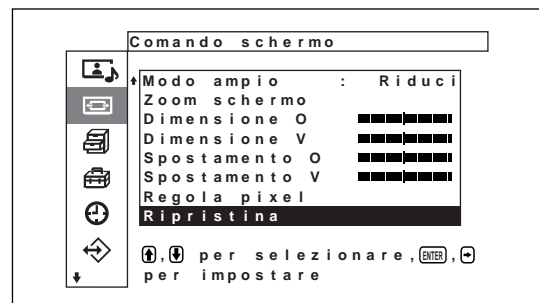 Comando schermo
Modo ampio : Riduci
Zoom schermo
Dimensione O
Dimensione V
Spostamento O
Spostamento V
Regola pixel
Ripristina
, per selezionare, ENTER,
per impostare